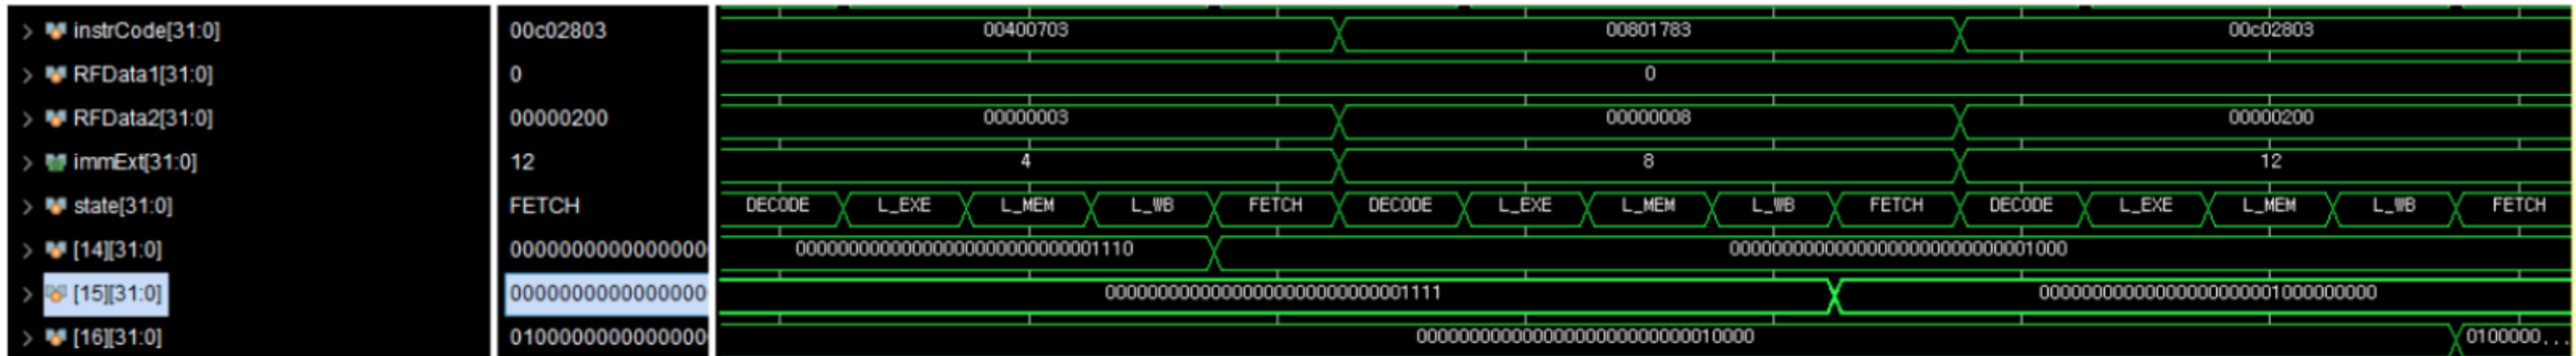 instrCode[31:0] 00c02803 00400703 00801783 00c02803
RFData1[31:0] 0 0
RFData2[31:0] 00000200 00000003 00000008 00000200
immExt[31:0] 12 4 8 12
state[31:0] FETCH DECODE L_EXE L_MEM L_WB FETCH DECODE L_EXE L_MEM L_WB FETCH DECODE L_EXE L_MEM L_WB FETCH
[14][31:0] 0000000000000000 00000000000000000000000000001110 00000000000000000000000000001000
[15][31:0] 0000000000000000 00000000000000000000000000001111 00000000000000000000001000000000
[16][31:0] 0100000000000000 00000000000000000000000000010000 0100000...